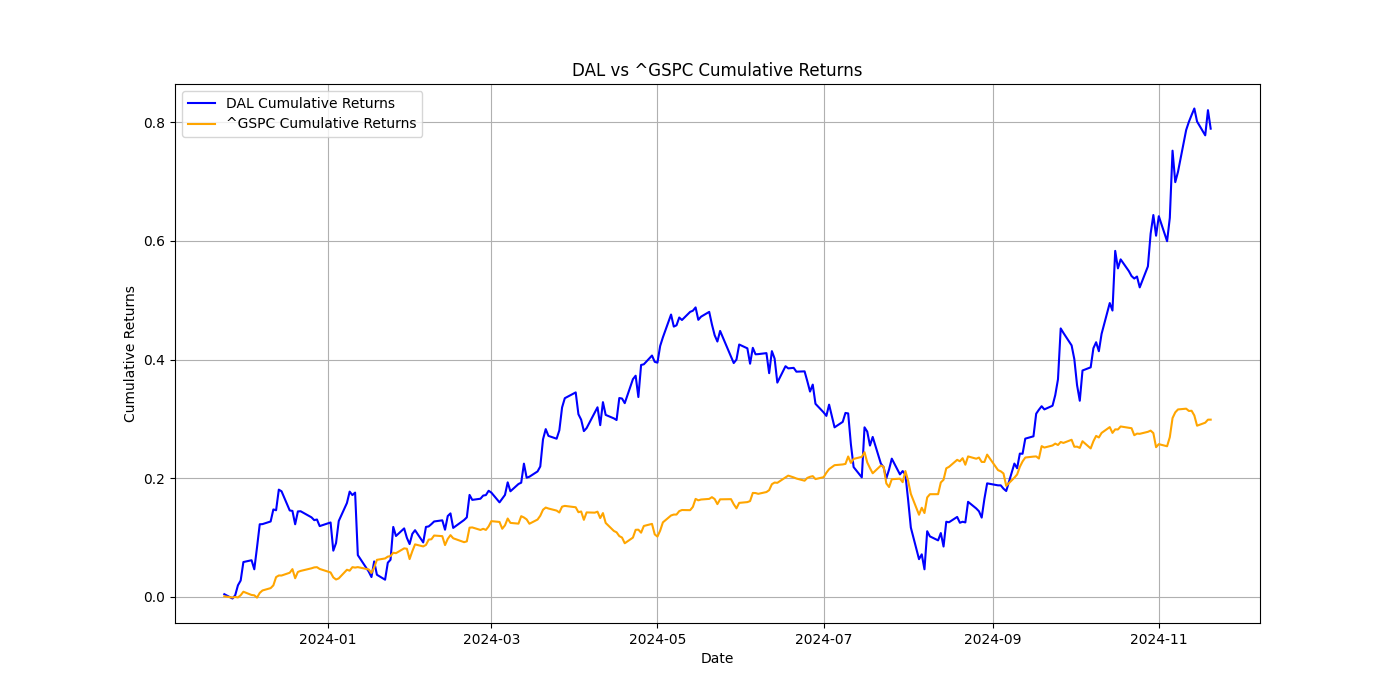 DAL vs ^GSPC Cumulative Returns
DAL Cumulative Returns
^GSPC Cumulative Returns
Cumulative Returns
0.8
0.6
0.4
0.2
0.0
2024-01 2024-03 2024-05 2024-07 2024-09 2024-11
Date